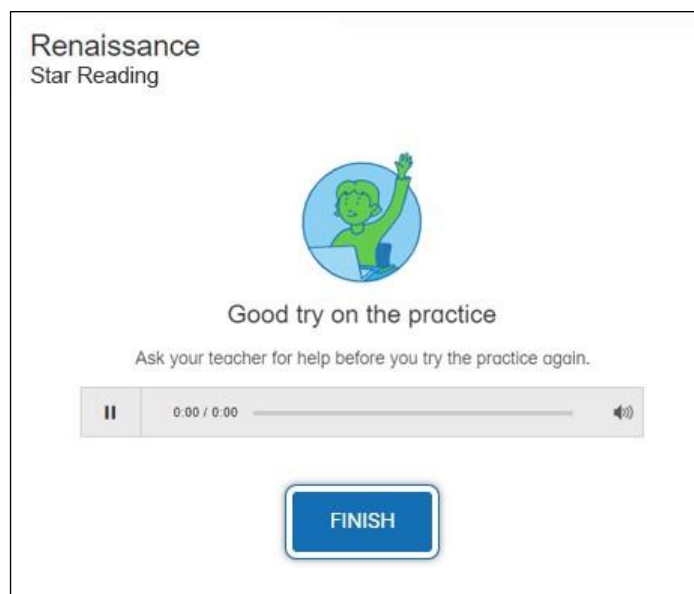 Renaissance
Star Reading
Good try on the practice
Ask your teacher for help before you try the practice again.
0:00 / 0:00
FINISH